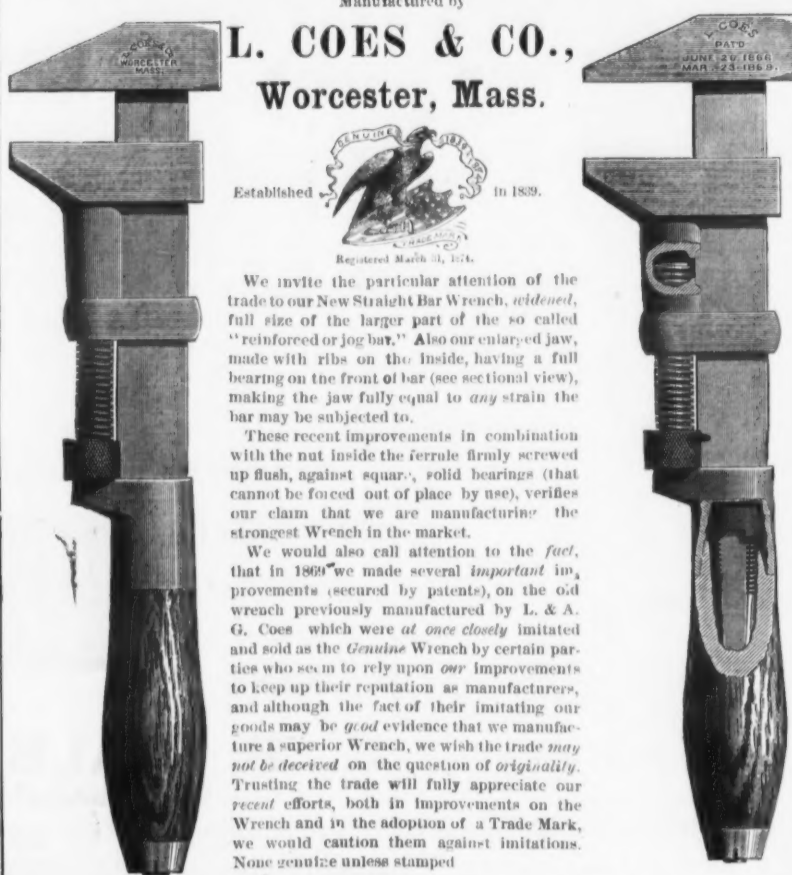 Manufactured by
L. COES & CO.,
Worcester, Mass.
L. COES & CO.
WORCESTER
MASS.
L. COES
PAT'D
JUNE 26, 1866
MAR. 23-1869.
GENUINE
TRADE MARK
Established in 1839.
Registered March 31, 1874.
We invite the particular attention of the
trade to our New Straight Bar Wrench, widened,
full size of the larger part of the so called
"reinforced or jog bar." Also our enlarged jaw,
made with ribs on the inside, having a full
bearing on the front of bar (see sectional view),
making the jaw fully equal to any strain the
bar may be subjected to.
These recent improvements in combination
with the nut inside the ferrule firmly screwed
up flush, against square, solid bearings (that
cannot be forced out of place by use), verifies
our claim that we are manufacturing the
strongest Wrench in the market.
We would also call attention to the fact,
that in 1869 we made several important im-
provements (secured by patents), on the old
wrench previously manufactured by L. & A.
G. Coes which were at once closely imitated
and sold as the Genuine Wrench by certain par-
ties who seem to rely upon our improvements
to keep up their reputation as manufacturers,
and although the fact of their imitating our
goods may be good evidence that we manufac-
ture a superior Wrench, we wish the trade may
not be deceived on the question of originality.
Trusting the trade will fully appreciate our
recent efforts, both in improvements on the
Wrench and in the adoption of a Trade Mark,
we would caution them against imitations.
None genuine unless stamped